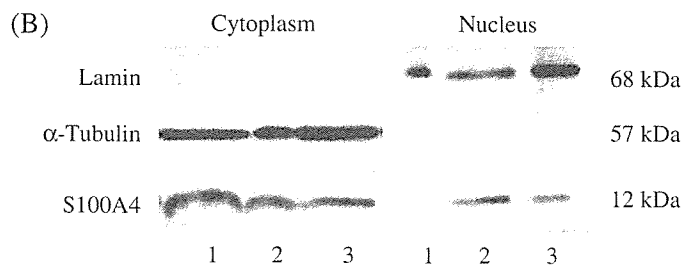 (B) Cytoplasm Nucleus
Lamin 68 kDa
α-Tubulin 57 kDa
S100A4 12 kDa
1 2 3 1 2 3